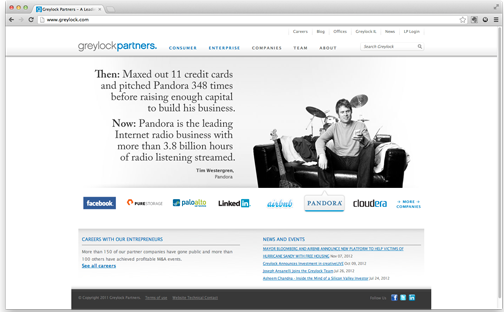 Greylock Partners – A Leadi
www.greylock.com
Careers Blog Offices Greylock IL News LP Login
greylockpartners.
CONSUMER ENTERPRISE COMPANIES TEAM ABOUT Search Greylock
Then: Maxed out 11 credit cards
and pitched Pandora 348 times
before raising enough capital
to build his business.
Now: Pandora is the leading
Internet radio business with
more than 3.8 billion hours
of radio listening streamed.
Tim Westergren,
Pandora
facebook PURESTORAGE paloalto LinkedIn airbnb PANDORA cloudera + MORE
COMPANIES
CAREERS WITH OUR ENTREPRENEURS
More than 150 of our partner companies have gone public and more than
100 others have achieved profitable M&A events.
See all careers
NEWS AND EVENTS
MAYOR BLOOMBERG AND AIRBNB ANNOUNCE NEW PLATFORM TO HELP VICTIMS OF
HURRICANE SANDY WITH FREE HOUSING Nov 07, 2012
Greylock Announces Investment in creativeLIVE Oct 06, 2012
Joseph Ansanelli Joins the Greylock Team Jul 26, 2012
Asheem Chandna - Inside the Mind of a Silicon Valley Investor Jul 24, 2012
© Copyright 2011 Greylock Partners. Terms of use Website Technical Contact
Follow Us